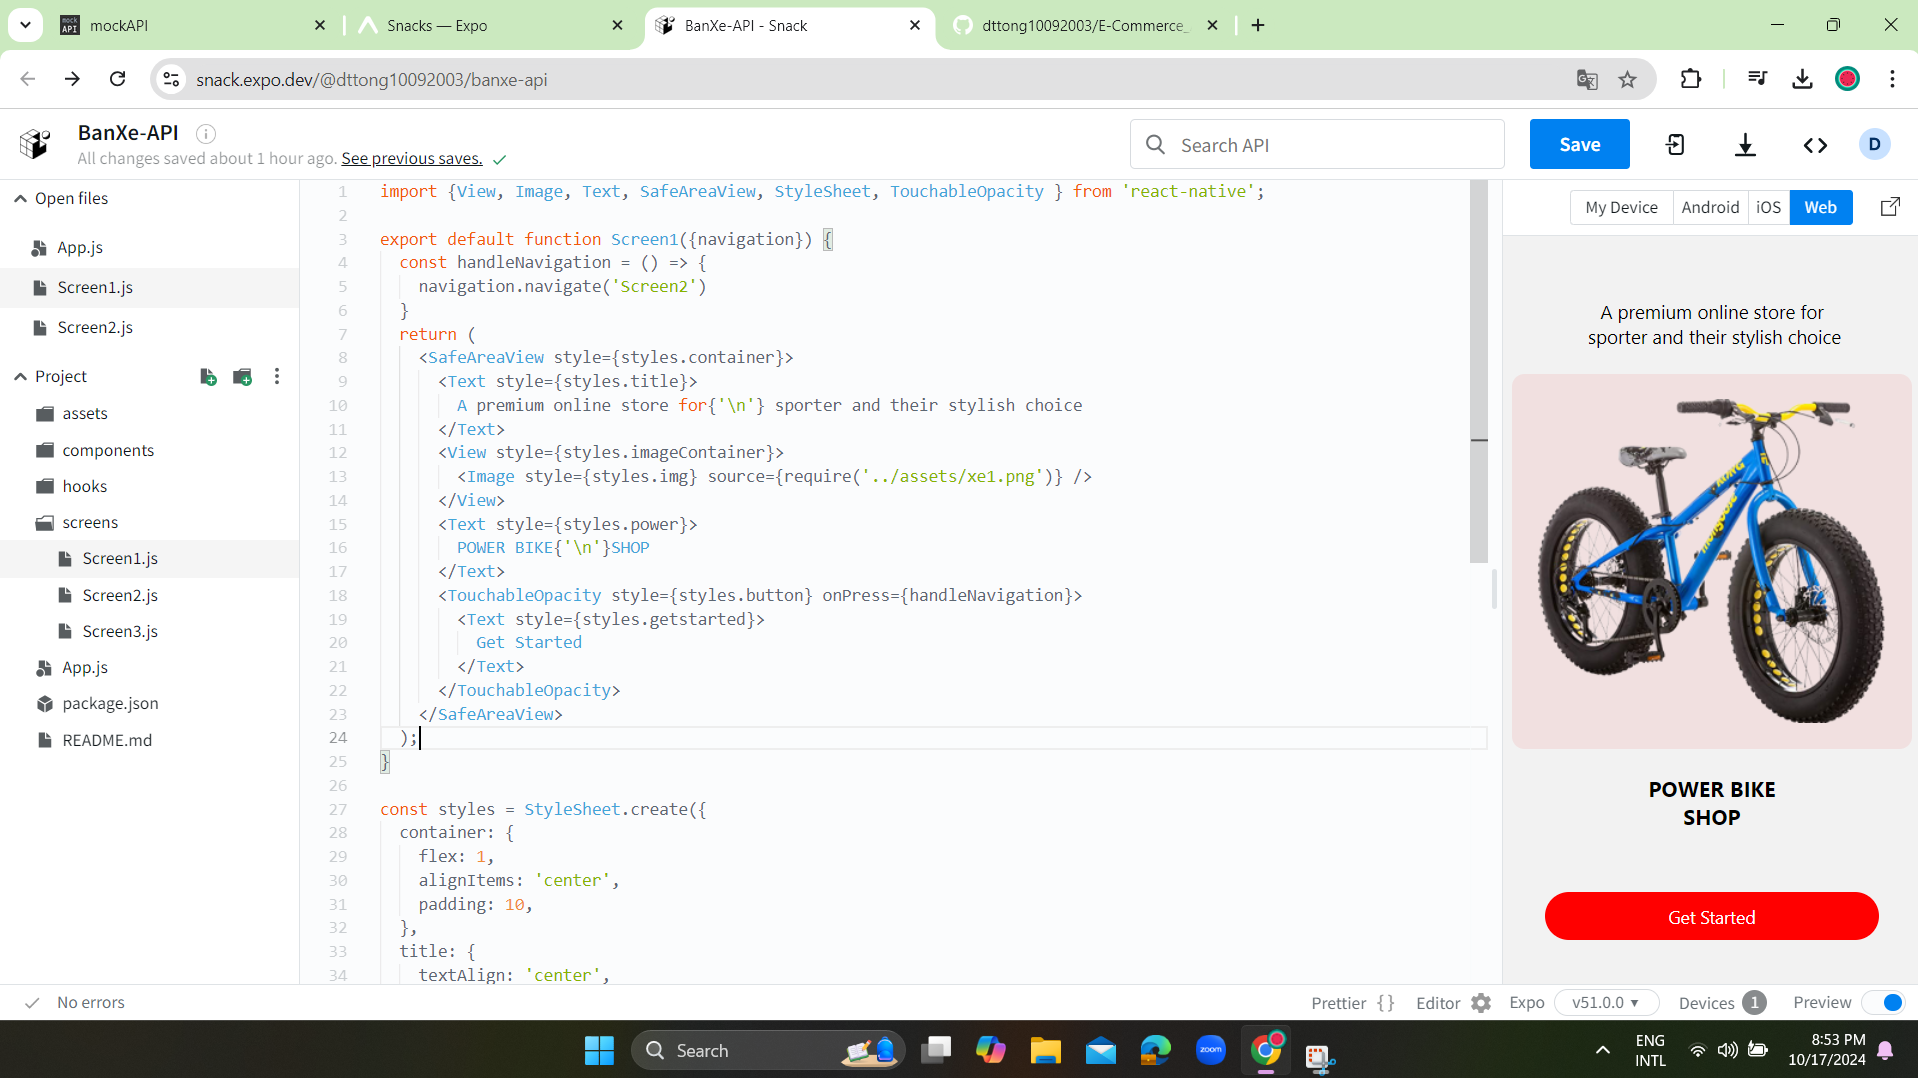 mockAPI
Snacks — Expo
BanXe-API - Snack
dttong10092003/E-Commerce_
snack.expo.dev/@dttong10092003/banxe-api
BanXe-API
All changes saved about 1 hour ago. See previous saves.
Search API
Save
D
Open files
App.js
Screen1.js
Screen2.js
Project
assets
components
hooks
screens
Screen1.js
Screen2.js
Screen3.js
App.js
package.json
README.md
1 import {View, Image, Text, SafeAreaView, StyleSheet, TouchableOpacity } from 'react-native';
2
3 export default function Screen1({navigation}) {
4 const handleNavigation = () => {
5 navigation.navigate('Screen2')
6 }
7 return (
8 <SafeAreaView style={styles.container}>
9 <Text style={styles.title}>
10 A premium online store for{'\n'} sporter and their stylish choice
11 </Text>
12 <View style={styles.imageContainer}>
13 <Image style={styles.img} source={require('../assets/xe1.png')} />
14 </View>
15 <Text style={styles.power}>
16 POWER BIKE{'\n'}SHOP
17 </Text>
18 <TouchableOpacity style={styles.button} onPress={handleNavigation}>
19 <Text style={styles.getstarted}>
20 Get Started
21 </Text>
22 </TouchableOpacity>
23 </SafeAreaView>
24 );
25 }
26
27 const styles = StyleSheet.create({
28 container: {
29 flex: 1,
30 alignItems: 'center',
31 padding: 10,
32 },
33 title: {
34 textAlign: 'center',
My Device
Android
iOS
Web
A premium online store for
sporter and their stylish choice
mongoose
POWER BIKE
SHOP
Get Started
No errors
Prettier { }
Editor
Expo
v51.0.0
Devices 1
Preview
Search
zoom
ENG
INTL
8:53 PM
10/17/2024